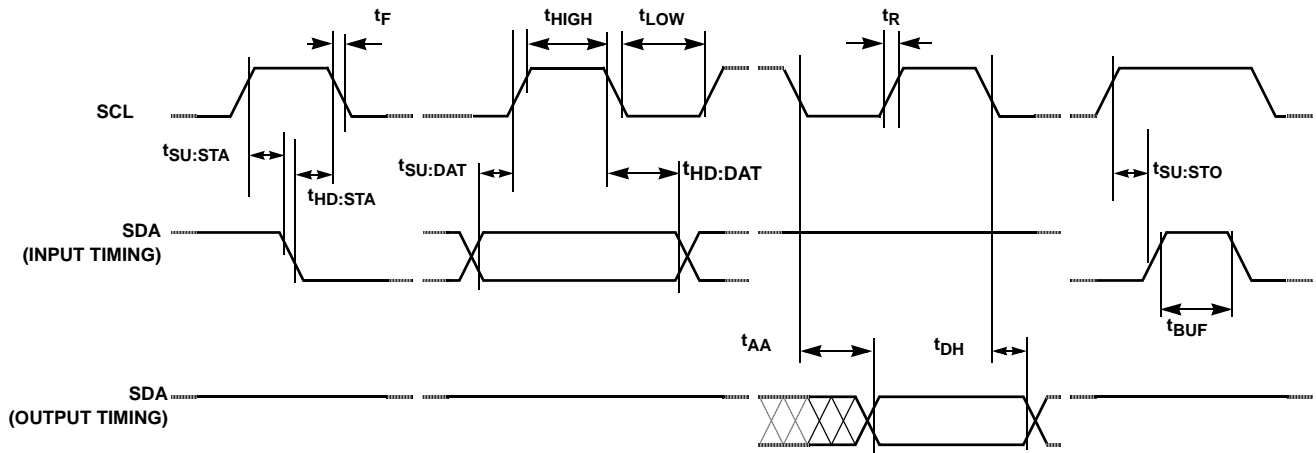 tF
tHIGH
tLOW
tR
SCL
tSU:STA
tHD:STA
tSU:DAT
tHD:DAT
tSU:STO
SDA
(INPUT TIMING)
tBUF
tAA
tDH
SDA
(OUTPUT TIMING)